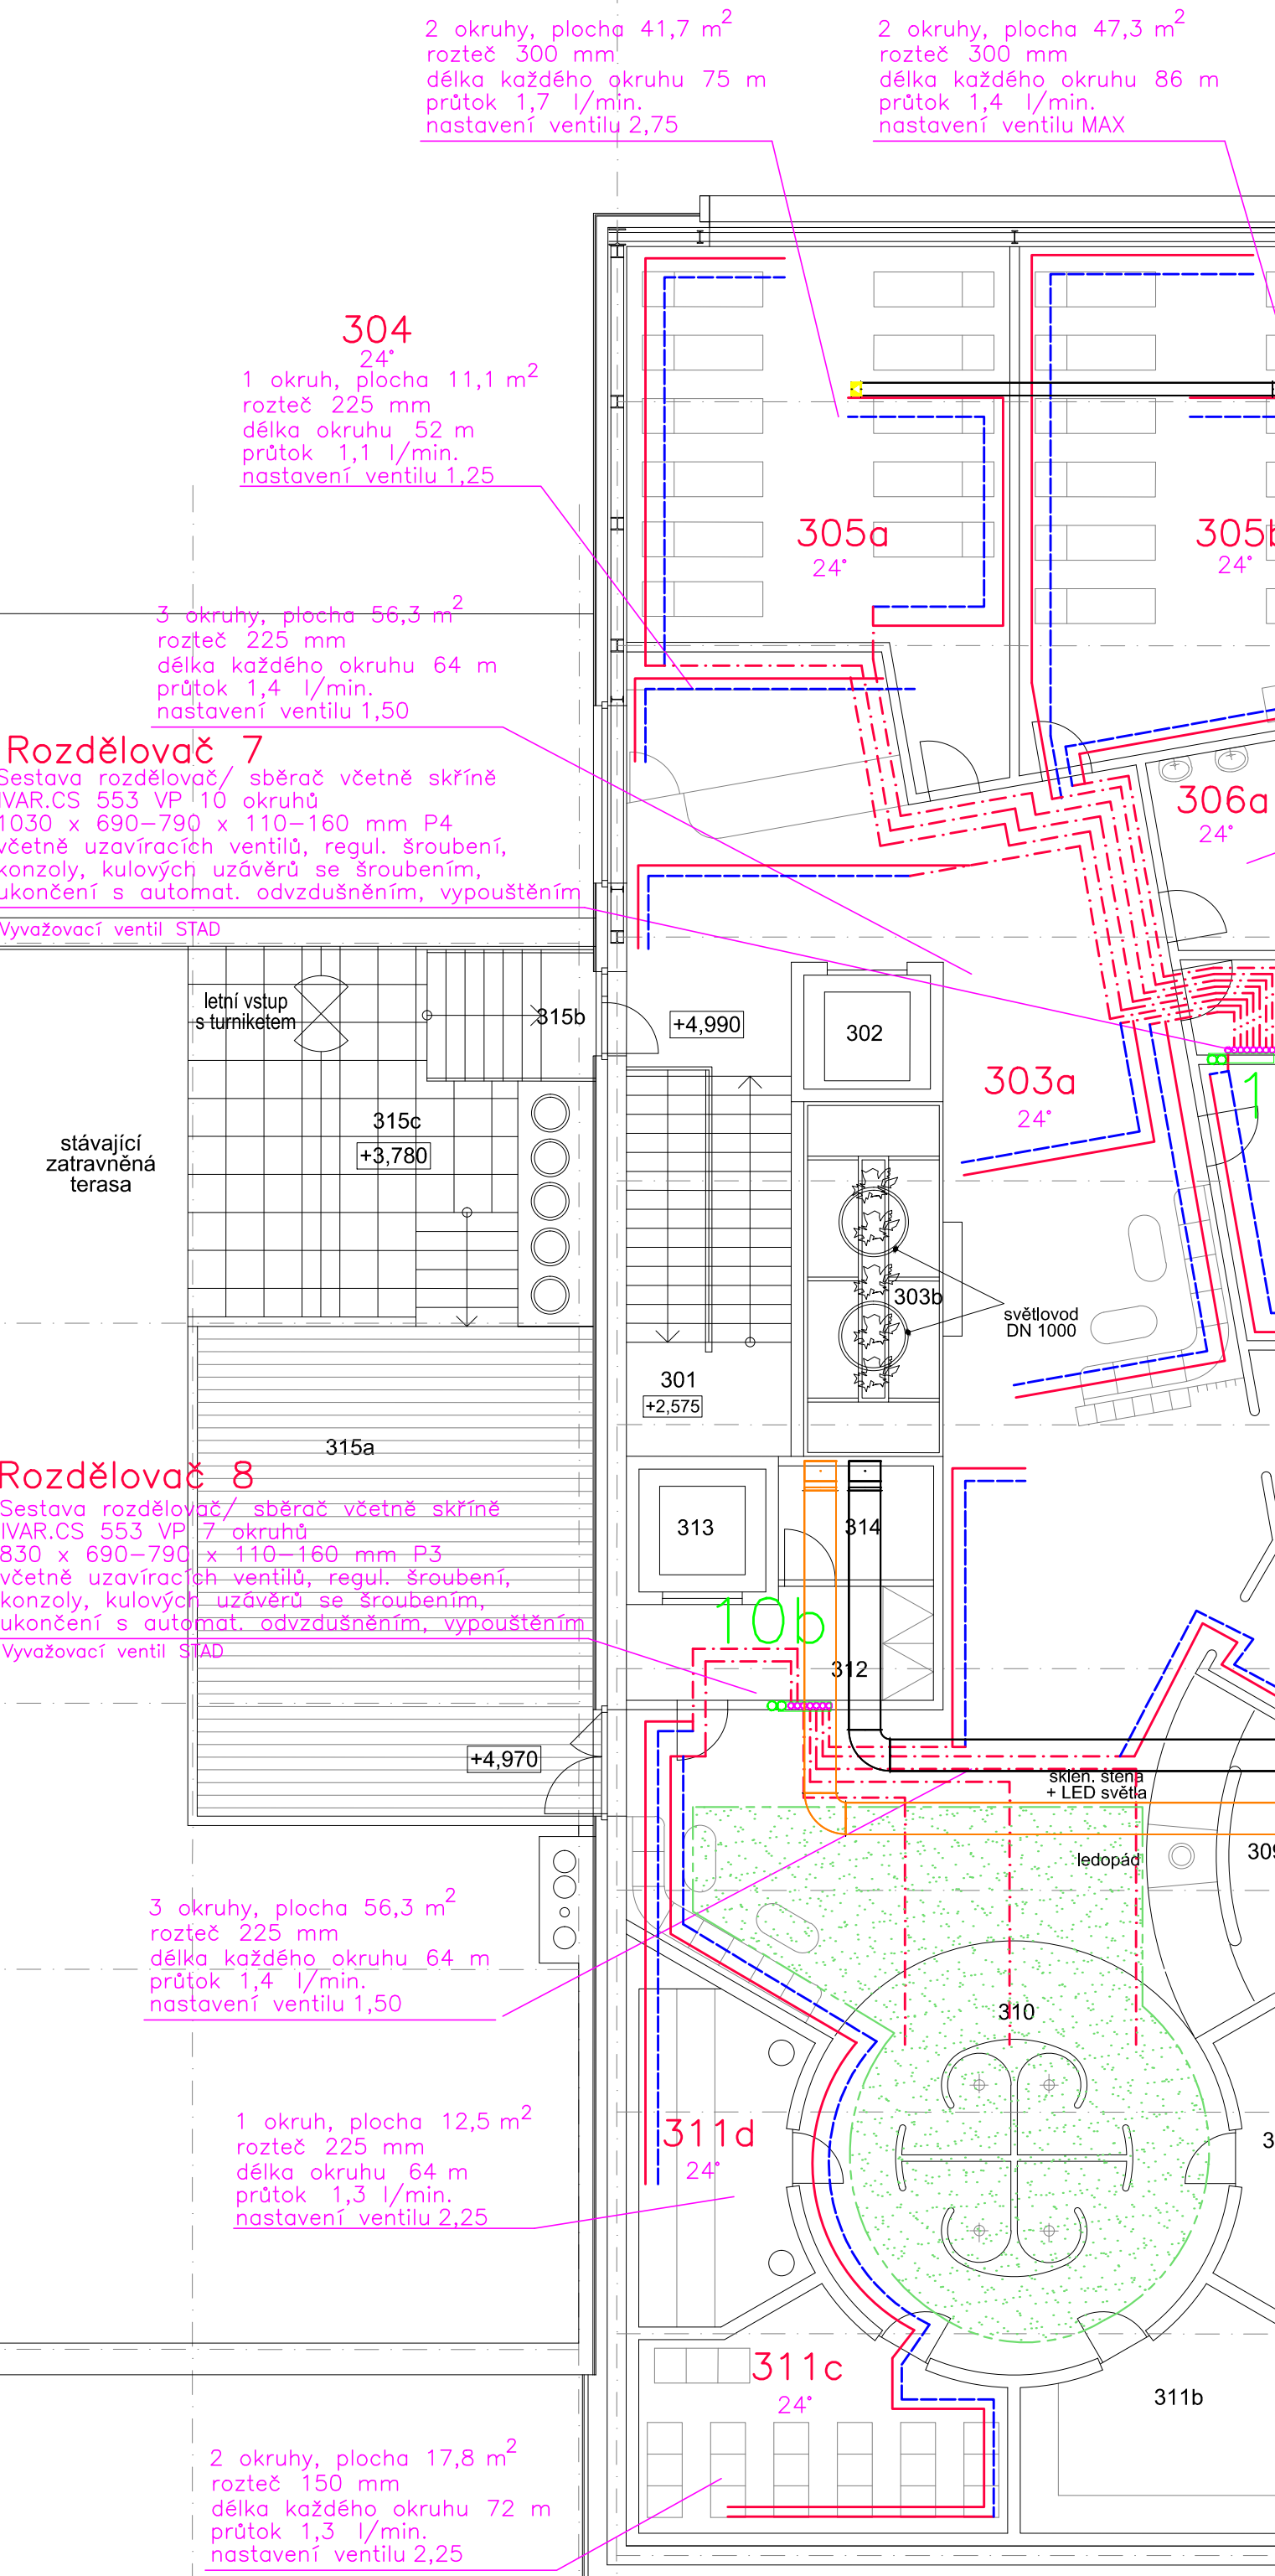 2 okruhy, plocha 41,7 m²
rozteč 300 mm
délka každého okruhu 75 m
průtok 1,7 l/min.
nastavení ventilu 2,75
2 okruhy, plocha 47,3 m²
rozteč 300 mm
délka každého okruhu 86 m
průtok 1,4 l/min.
nastavení ventilu MAX
304
24°
1 okruh, plocha 11,1 m²
rozteč 225 mm
délka okruhu 52 m
průtok 1,1 l/min.
nastavení ventilu 1,25
305a
24°
305b
24°
3 okruhy, plocha 56,3 m²
rozteč 225 mm
délka každého okruhu 64 m
průtok 1,4 l/min.
nastavení ventilu 1,50
Rozdělovač 7
Sestava rozdělovač/ sběrač včetně skříně
IVAR.CS 553 VP 10 okruhů
1030 x 690-790 x 110-160 mm P4
včetně uzavíracích ventilů, regul. šroubení,
konzoly, kulových uzávěrů se šroubením,
ukončení s automat. odvzdušněním, vypouštěním
Vyvažovací ventil STAD
306a
24°
letní vstup
s turniketem
315b
+4,990
302
303a
24°
1
315c
+3,780
stávající
zatravněná
terasa
303b
světlovod
DN 1000
301
+2,575
315a
Rozdělovač 8
Sestava rozdělovač/ sběrač včetně skříně
IVAR.CS 553 VP 7 okruhů
830 x 690-790 x 110-160 mm P3
včetně uzavíracích ventilů, regul. šroubení,
konzoly, kulových uzávěrů se šroubením,
ukončení s automat. odvzdušněním, vypouštěním
Vyvažovací ventil STAD
313
314
10b
312
+4,970
sklen. stěna
+ LED světla
ledopád
309
3 okruhy, plocha 56,3 m²
rozteč 225 mm
délka každého okruhu 64 m
průtok 1,4 l/min.
nastavení ventilu 1,50
310
1 okruh, plocha 12,5 m²
rozteč 225 mm
délka okruhu 64 m
průtok 1,3 l/min.
nastavení ventilu 2,25
311d
24°
3
311c
24°
311b
2 okruhy, plocha 17,8 m²
rozteč 150 mm
délka každého okruhu 72 m
průtok 1,3 l/min.
nastavení ventilu 2,25